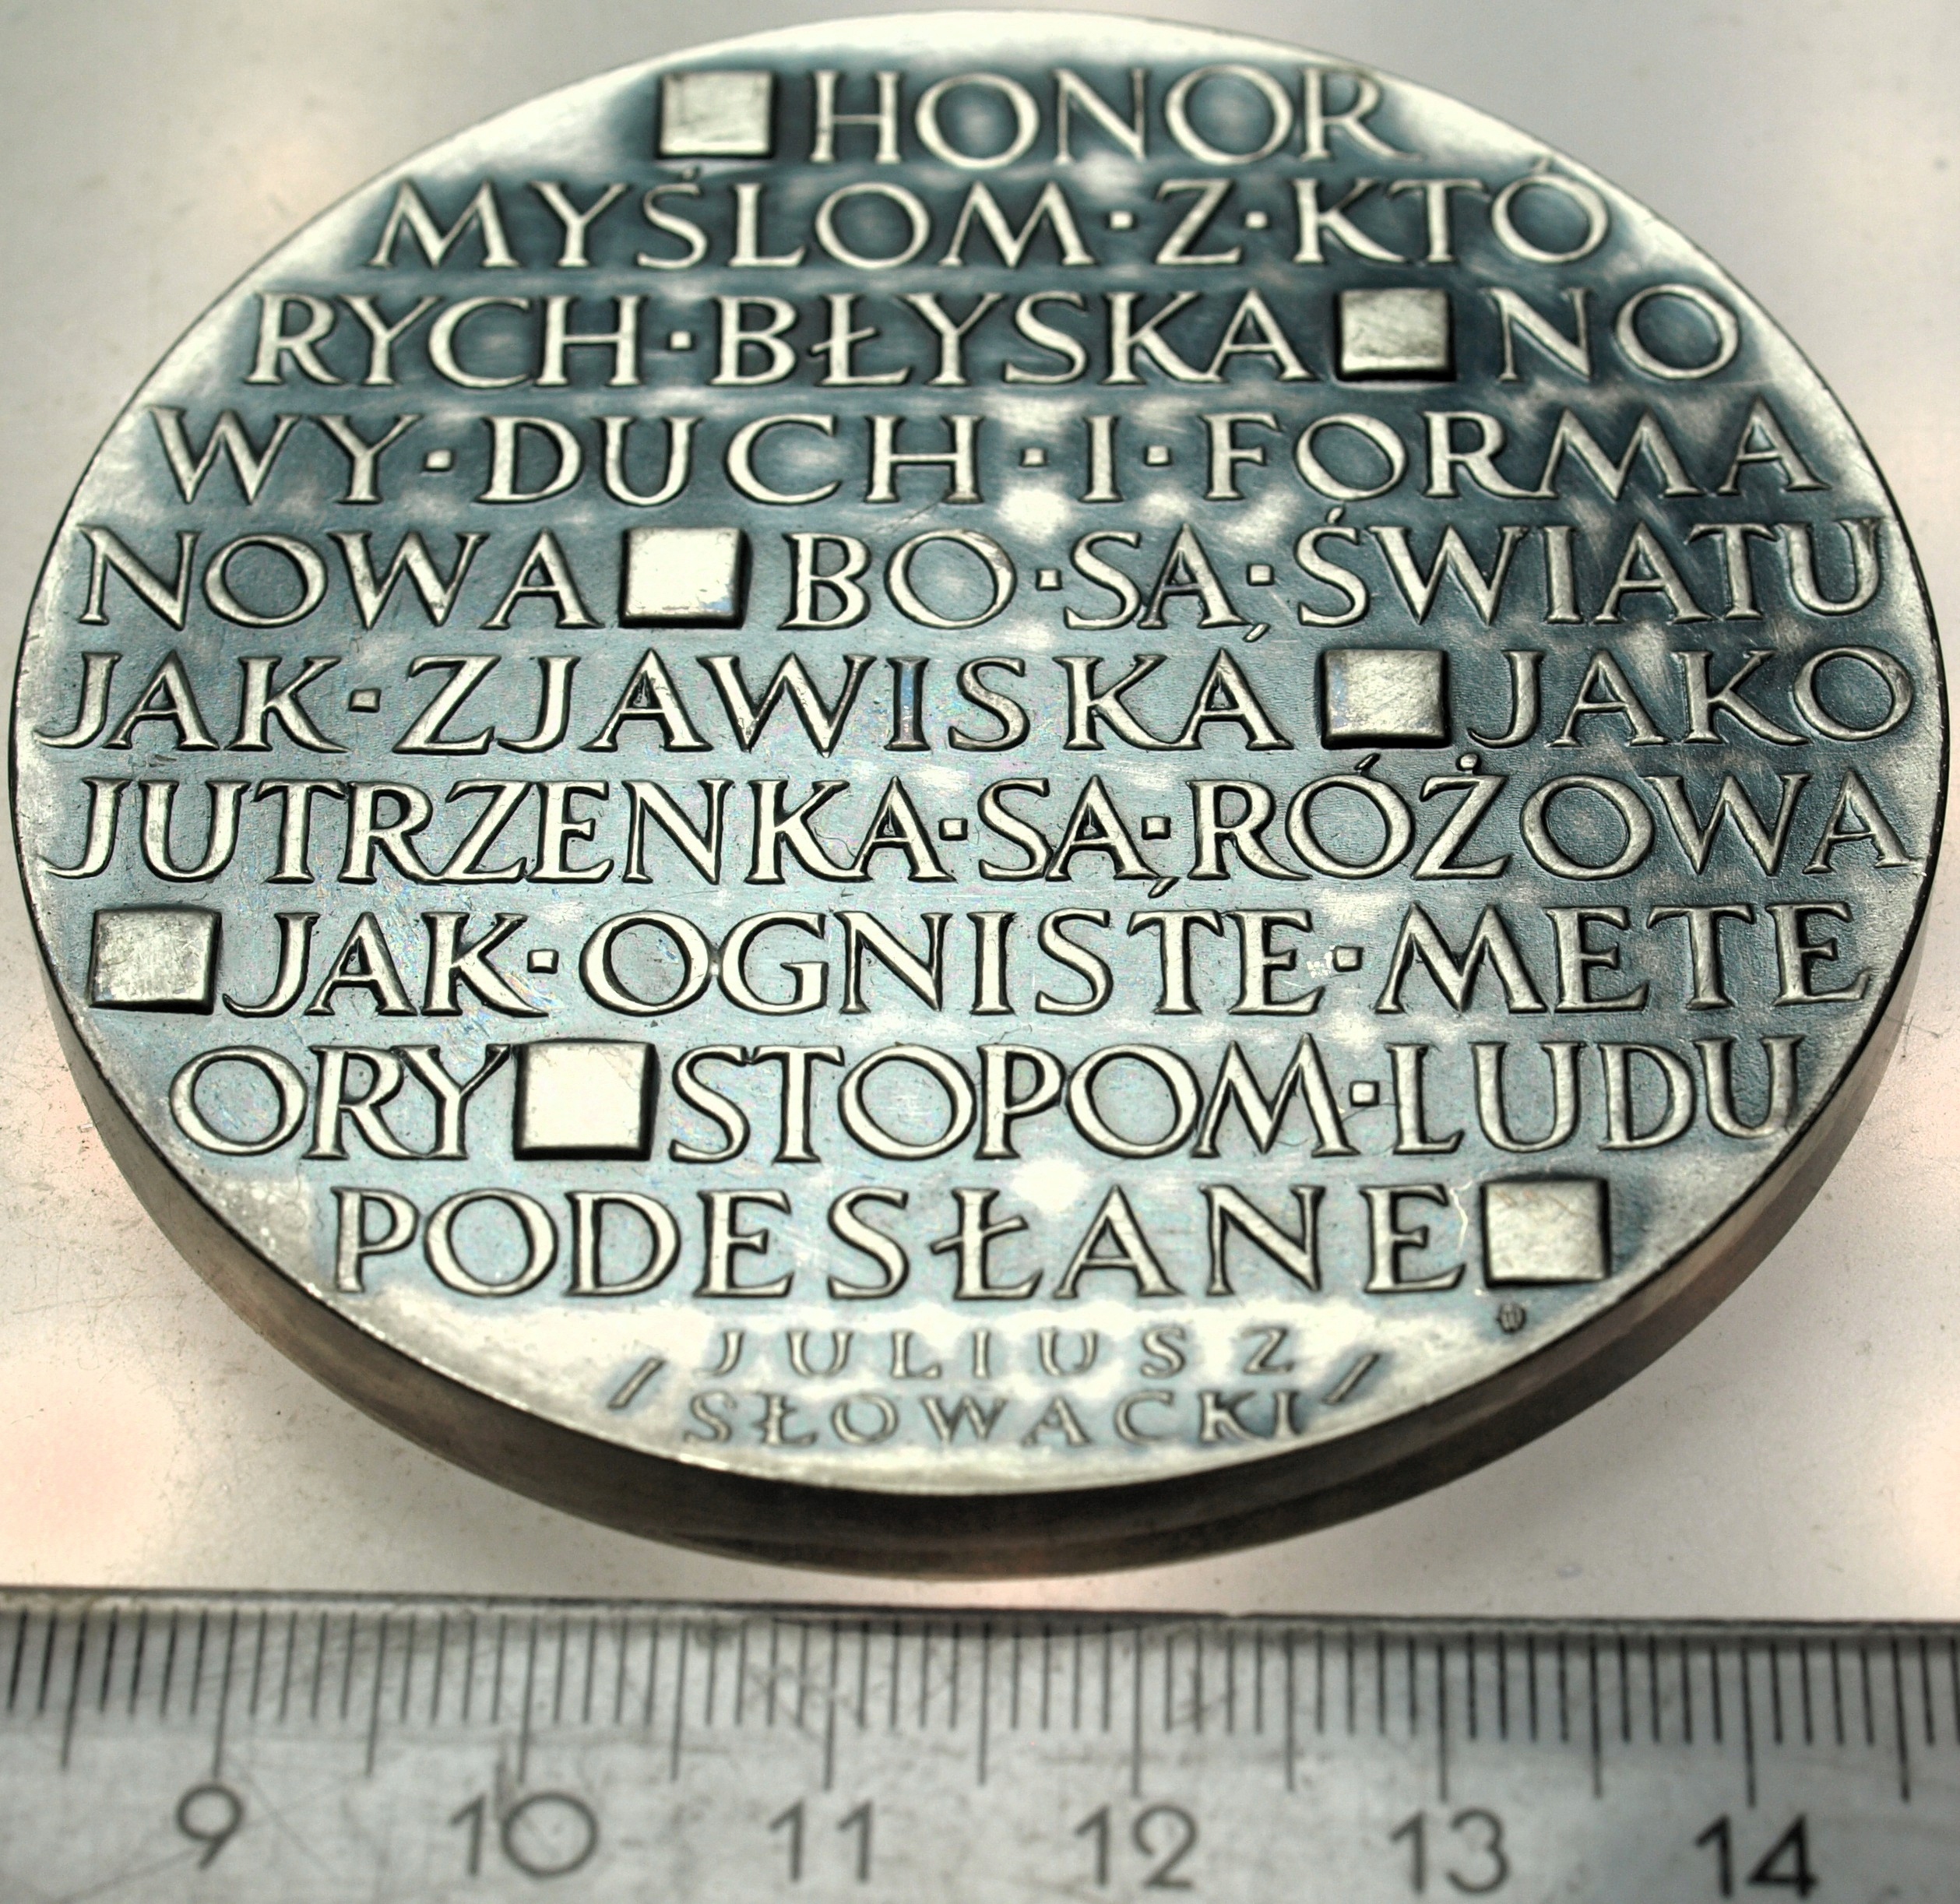 HONOR
MYŚLOM·Z·KTÓ
RYCH·BŁYSKA NO
WY·DUCH·I·FORMA
NOWA BO·SĄ·ŚWIATU
JAK·ZJAWISKÁ JAKO
JUTRZENKA·SĄ·RÓŻOWA
JAK·OGNISTE·METE
ORY STOPOM·LUDU
PODESŁANE
/ JULIUSZ /
SŁOWACKI
9 10 11 12 13 14